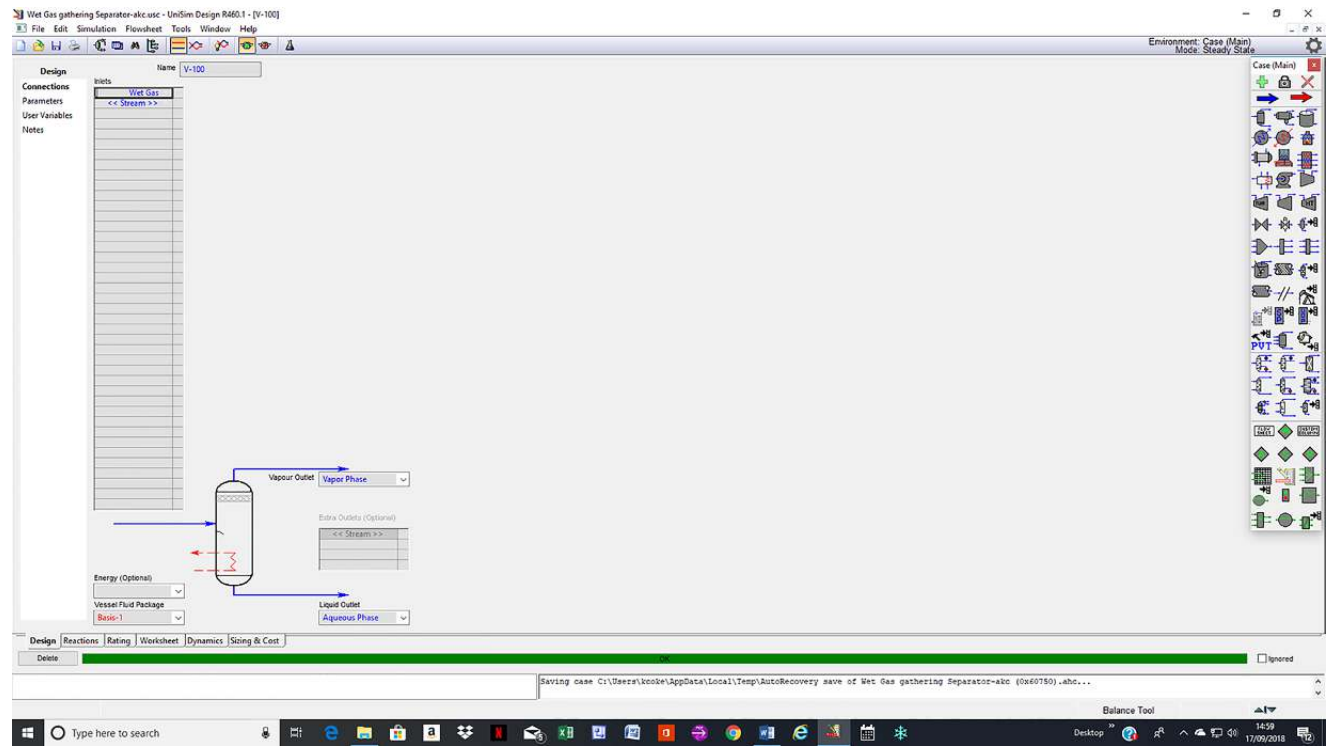 Wet Gas gathering Separator-akc.usc - UniSim Design R460.1 - [V-100]
File Edit Simulation Flowsheet Tools Window Help
Environment: Case (Main)
Mode: Steady State
Case (Main)
Design
Connections
Parameters
User Variables
Notes
Name V-100
Inlets
Wet Gas
<< Stream >>
Vapour Outlet Vapor Phase
Extra Outlets (Optional)
<< Stream >>
Energy (Optional)
Vessel Fluid Package
Basis-1
Liquid Outlet
Aqueous Phase
PVT
Design Reactions Rating Worksheet Dynamics Sizing & Cost
Delete
OK
Ignored
Saving case C:\Users\kcoke\AppData\Local\Temp\AutoRecovery save of Wet Gas gathering Separator-akc (0x60750).ahc...
Balance Tool
Type here to search
Desktop
14:59
17/09/2018